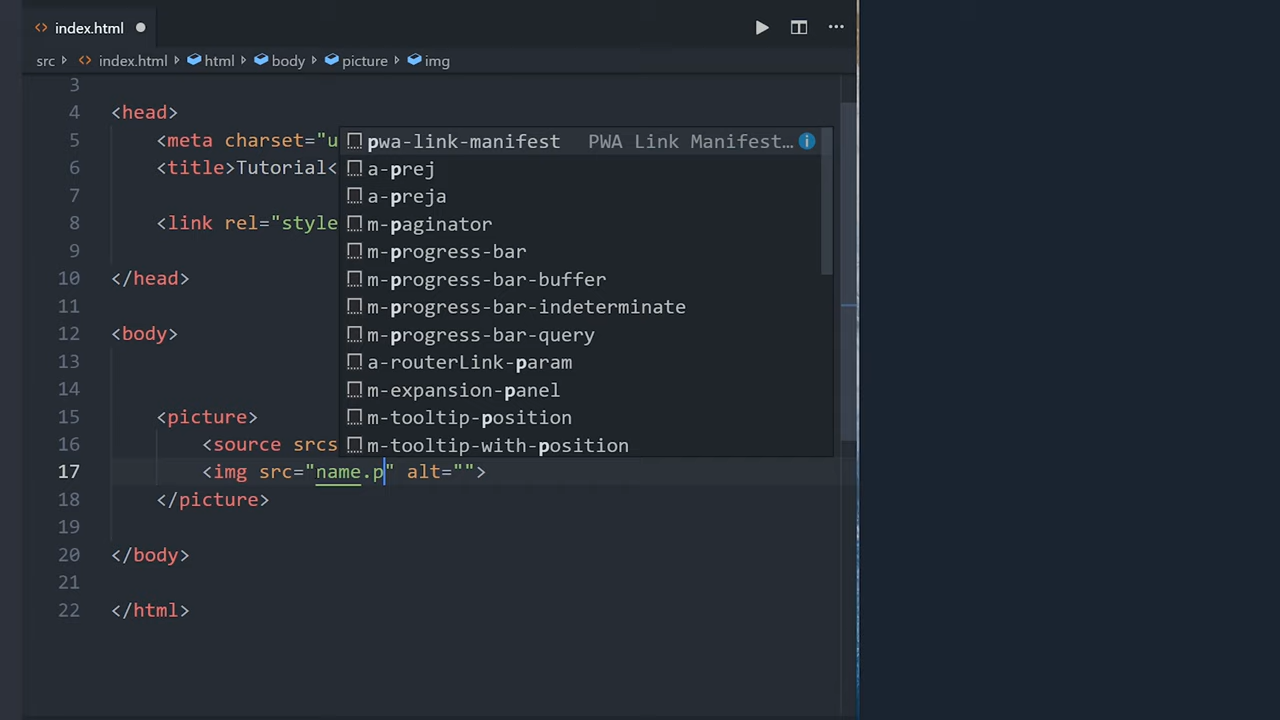 index.html
src index.html html body picture img
3
4 <head>
5 <meta charset="u
6 <title>Tutorial<
7
8 <link rel="style
9
10 </head>
11
12 <body>
13
14
15 <picture>
16 <source srcs
17 <img src="name.p" alt="">
18 </picture>
19
20 </body>
21
22 </html>
pwa-link-manifest PWA Link Manifest…
a-prej
a-preja
m-paginator
m-progress-bar
m-progress-bar-buffer
m-progress-bar-indeterminate
m-progress-bar-query
a-routerLink-param
m-expansion-panel
m-tooltip-position
m-tooltip-with-position